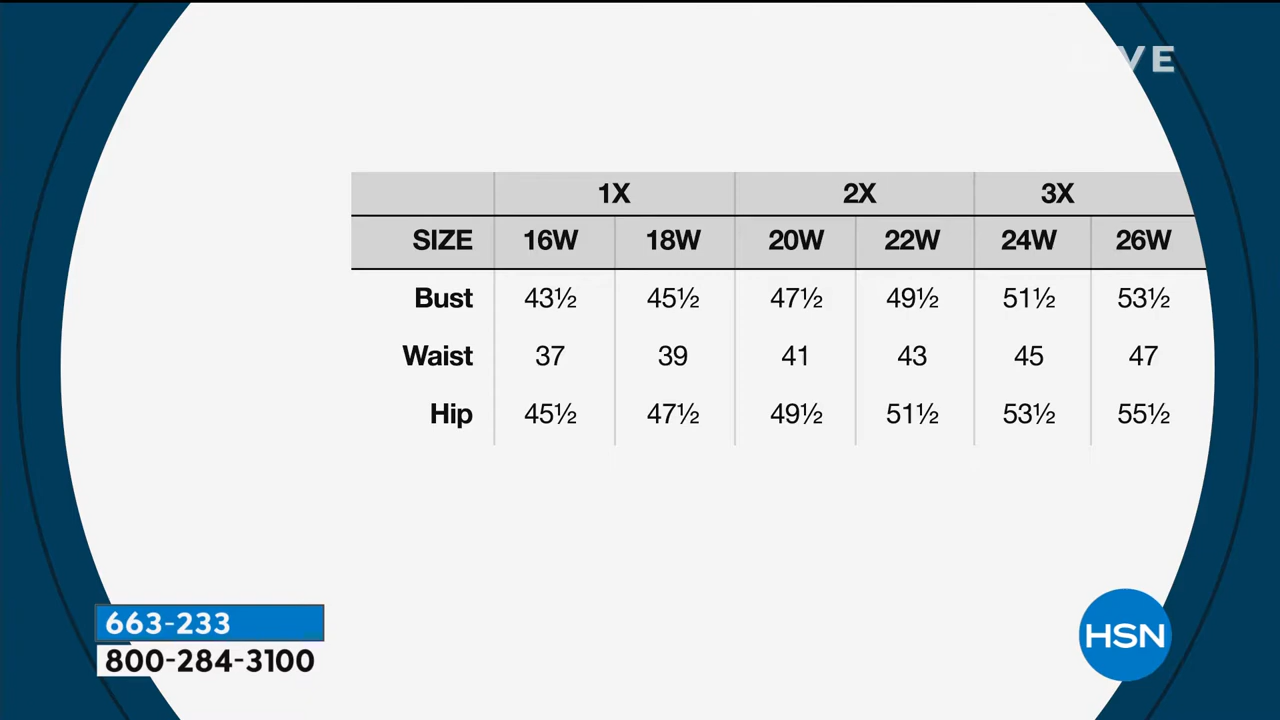 LIVE
1X 2X 3X
SIZE 16W 18W 20W 22W 24W 26W
Bust 43½ 45½ 47½ 49½ 51½ 53½
Waist 37 39 41 43 45 47
Hip 45½ 47½ 49½ 51½ 53½ 55½
663-233
800-284-3100
HSN